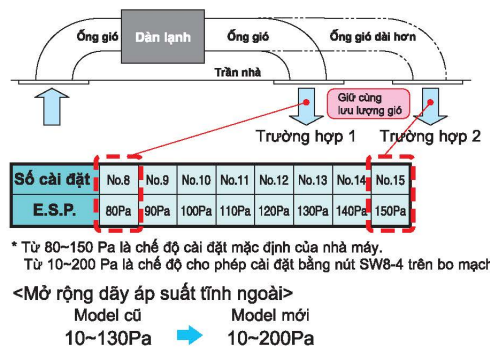 Ống gió Dàn lạnh Ống gió Ống gió dài hơn
Trần nhà
Giữ cùng
lưu lượng gió
Trường hợp 1 Trường hợp 2
Số cài đặt No.8 No.9 No.10 No.11 No.12 No.13 No.14 No.15
E.S.P. 80Pa 90Pa 100Pa 110Pa 120Pa 130Pa 140Pa 150Pa
* Từ 80~150 Pa là chế độ cài đặt mặc định của nhà máy.
Từ 10~200 Pa là chế độ cho phép cài đặt bằng nút SW8-4 trên bo mạch
<Mở rộng dãy áp suất tĩnh ngoài>
Model cũ Model mới
10~130Pa 10~200Pa